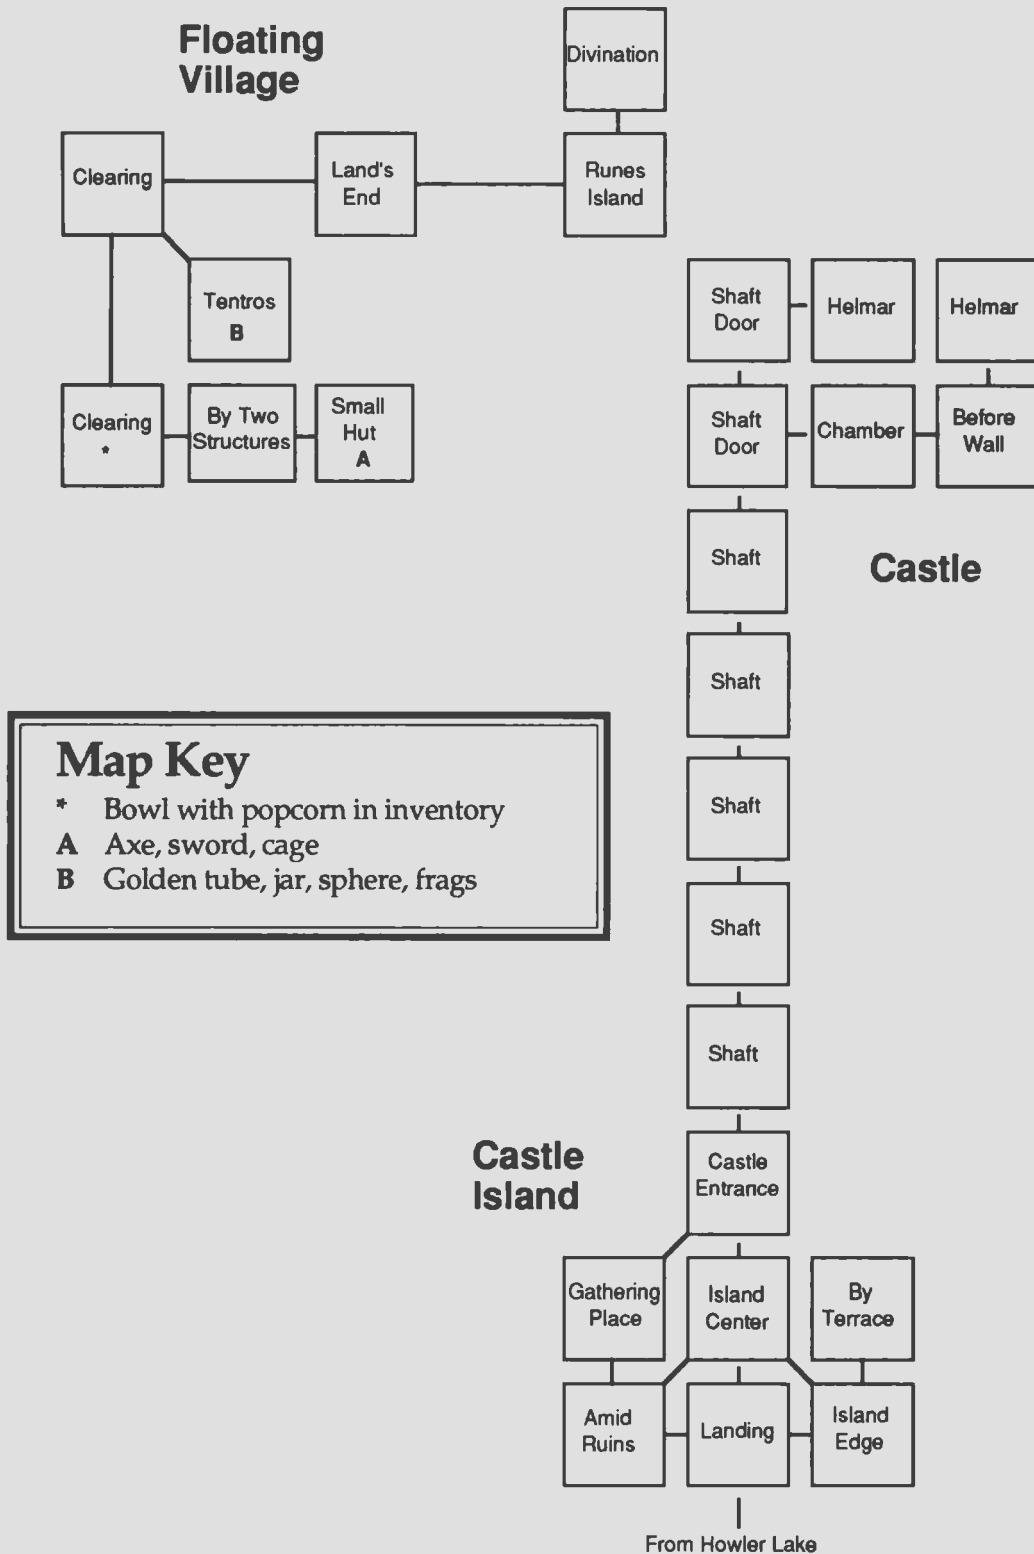 Floating
Village
Divination
Clearing
Land's
End
Runes
Island
Tentros
B
Shaft
Door
Helmar
Helmar
Clearing
*
By Two
Structures
Small
Hut
A
Shaft
Door
Chamber
Before
Wall
Shaft
Castle
Shaft
Map Key
* Bowl with popcorn in inventory
A Axe, sword, cage
B Golden tube, jar, sphere, frags
Shaft
Shaft
Shaft
Castle
Island
Castle
Entrance
Gathering
Place
Island
Center
By
Terrace
Amid
Ruins
Landing
Island
Edge
From Howler Lake